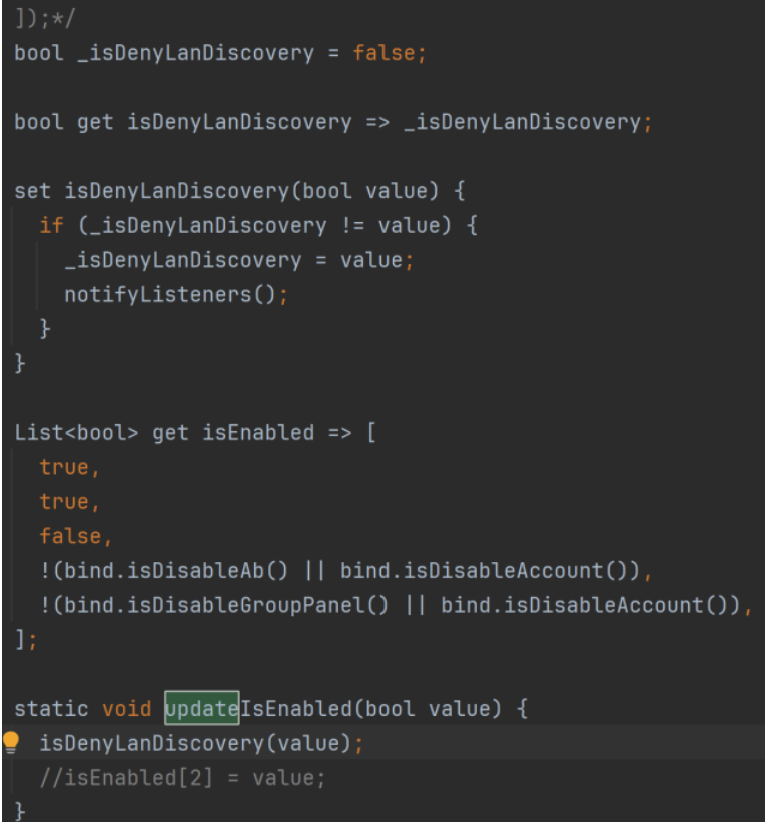 ]);*/
bool _isDenyLanDiscovery = false;
bool get isDenyLanDiscovery => _isDenyLanDiscovery;
set isDenyLanDiscovery(bool value) {
if (_isDenyLanDiscovery != value) {
_isDenyLanDiscovery = value;
notifyListeners();
}
}
List<bool> get isEnabled => [
true,
true,
false,
!(bind.isDisableAb() || bind.isDisableAccount()),
!(bind.isDisableGroupPanel() || bind.isDisableAccount()),
];
static void updateIsEnabled(bool value) {
isDenyLanDiscovery(value);
//isEnabled[2] = value;
}